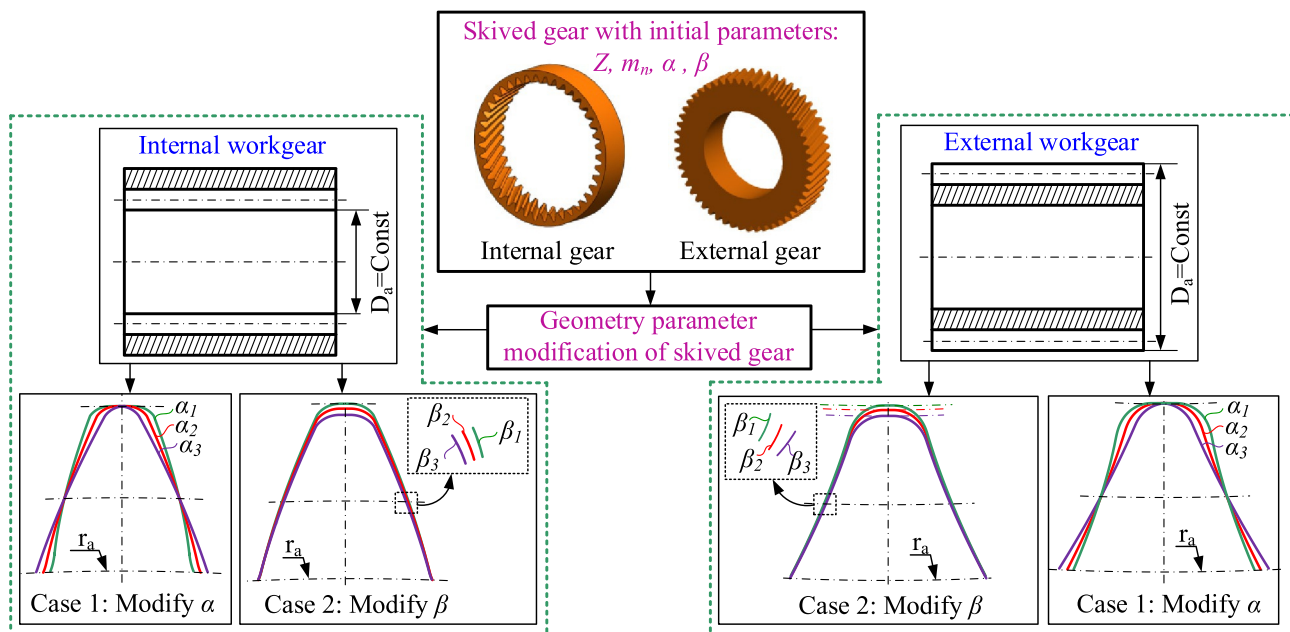 Skived gear with initial parameters:
Z, mₙ, α , β
Internal gear
External gear
Internal workgear
Dₐ=Const
External workgear
Dₐ=Const
Geometry parameter
modification of skived gear
α₁
α₂
α₃
rₐ
Case 1: Modify α
β₂
β₁
β₃
rₐ
Case 2: Modify β
β₁
β₂
β₃
rₐ
Case 2: Modify β
α₁
α₂
α₃
rₐ
Case 1: Modify α